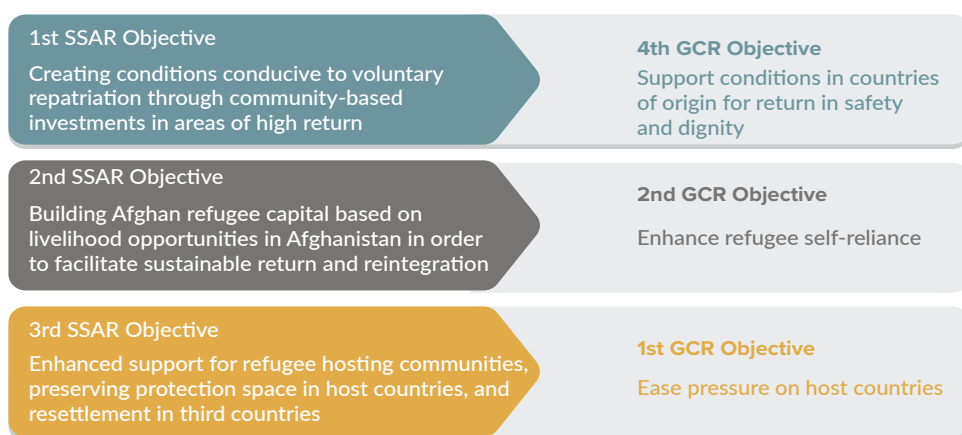 1st SSAR Objective
Creating conditions conducive to voluntary
repatriation through community-based
investments in areas of high return
4th GCR Objective
Support conditions in countries
of origin for return in safety
and dignity
2nd SSAR Objective
Building Afghan refugee capital based on
livelihood opportunities in Afghanistan in order
to facilitate sustainable return and reintegration
2nd GCR Objective
Enhance refugee self-reliance
3rd SSAR Objective
Enhanced support for refugee hosting communities,
preserving protection space in host countries, and
resettlement in third countries
1st GCR Objective
Ease pressure on host countries